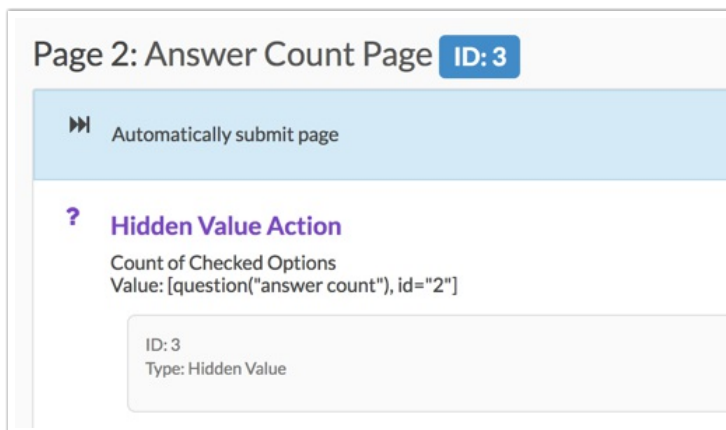 Page 2: Answer Count Page ID: 3
Automatically submit page
? Hidden Value Action
Count of Checked Options
Value: [question("answer count"), id="2"]
ID: 3
Type: Hidden Value